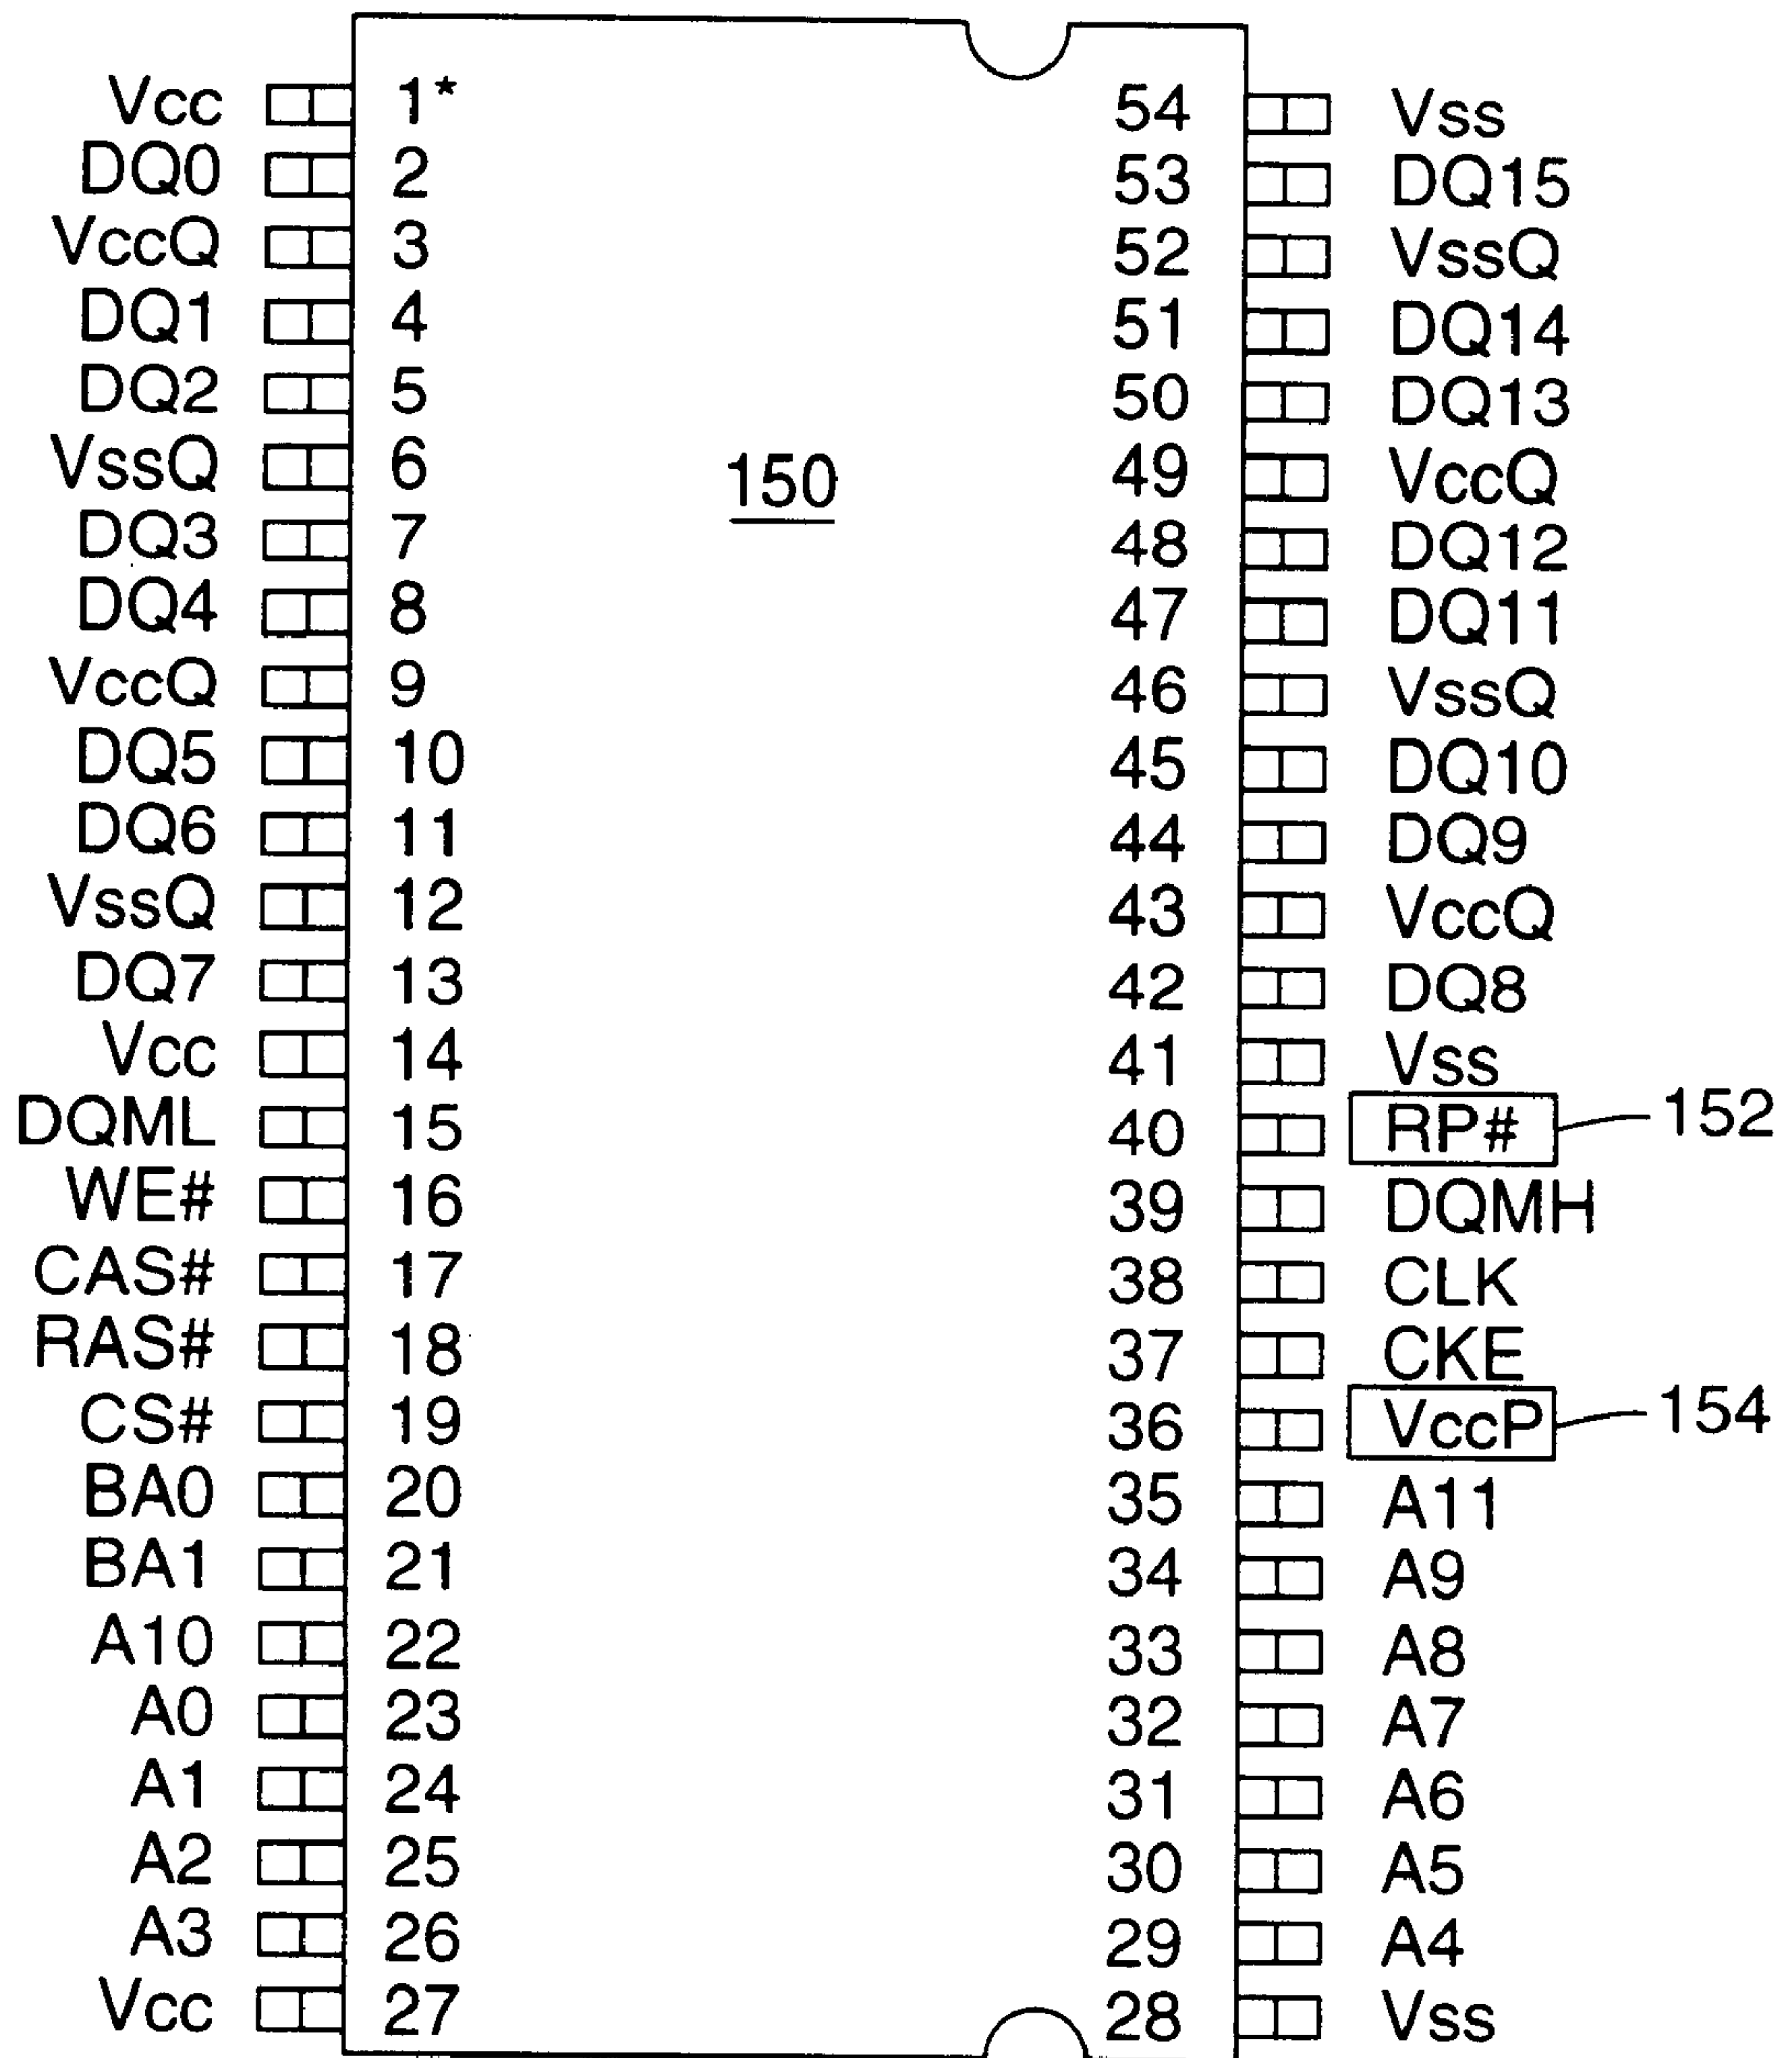 Vcc 1* 54 Vss
DQ0 2 53 DQ15
VccQ 3 52 VssQ
DQ1 4 51 DQ14
DQ2 5 50 DQ13
VssQ 6 150 49 VccQ
DQ3 7 48 DQ12
DQ4 8 47 DQ11
VccQ 9 46 VssQ
DQ5 10 45 DQ10
DQ6 11 44 DQ9
VssQ 12 43 VccQ
DQ7 13 42 DQ8
Vcc 14 41 Vss
DQML 15 40 RP# 152
WE# 16 39 DQMH
CAS# 17 38 CLK
RAS# 18 37 CKE
CS# 19 36 VccP 154
BA0 20 35 A11
BA1 21 34 A9
A10 22 33 A8
A0 23 32 A7
A1 24 31 A6
A2 25 30 A5
A3 26 29 A4
Vcc 27 28 Vss